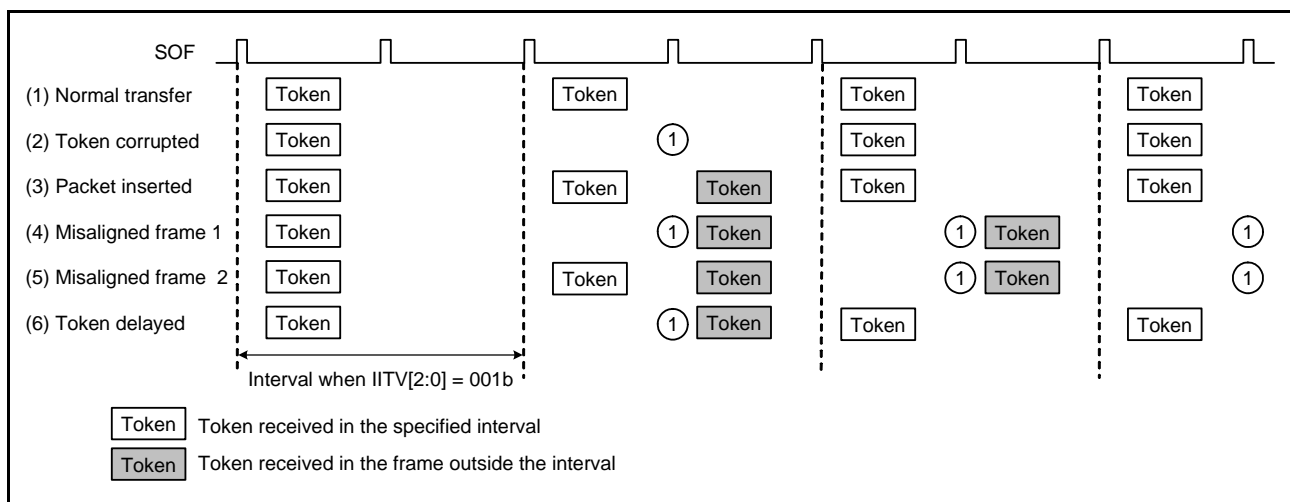 SOF
(1) Normal transfer Token Token Token Token
(2) Token corrupted Token 1 Token Token
(3) Packet inserted Token Token Token Token Token
(4) Misaligned frame 1 Token 1 Token 1 Token 1
(5) Misaligned frame 2 Token Token Token 1 Token 1
(6) Token delayed Token 1 Token Token Token
Interval when IITV[2:0] = 001b
Token Token received in the specified interval
Token Token received in the frame outside the interval